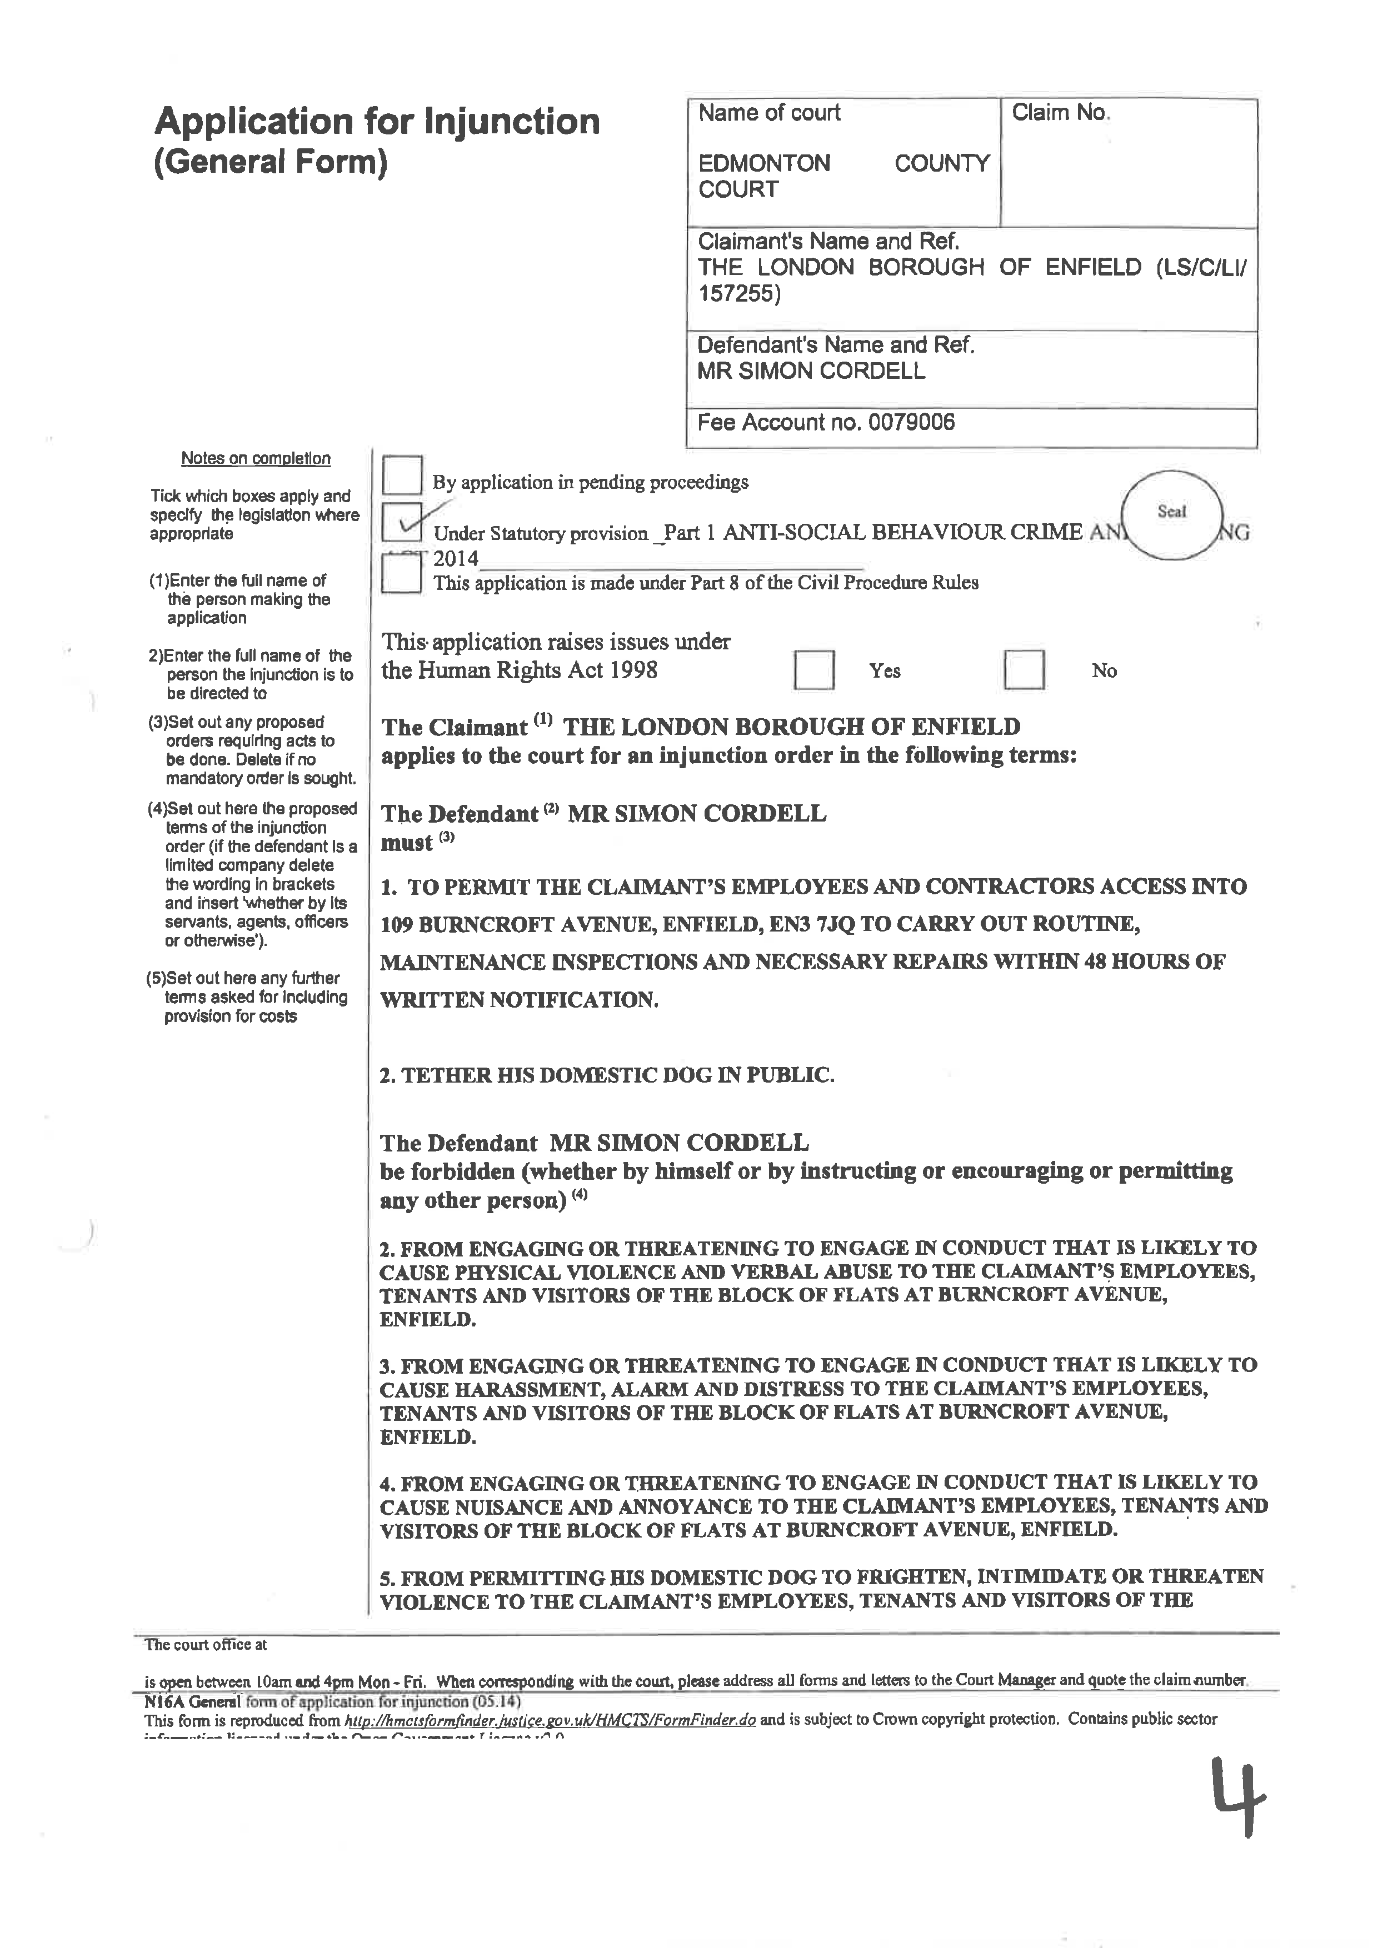 Application for Injunction
(General Form)
Name of court
EDMONTON COUNTY
COURT
Claim No.
Claimant's Name and Ref.
THE LONDON BOROUGH OF ENFIELD (LS/C/LI/
157255)
Defendant's Name and Ref.
MR SIMON CORDELL
Fee Account no. 0079006
Notes on completion
Tick which boxes apply and
specify the legislation where
appropriate
(1)Enter the full name of
the person making the
application
2)Enter the full name of the
person the injunction is to
be directed to
(3)Set out any proposed
orders requiring acts to
be done. Delete if no
mandatory order is sought.
(4)Set out here the proposed
terms of the injunction
order (if the defendant is a
limited company delete
the wording in brackets
and insert 'whether by its
servants, agents, officers
or otherwise').
(5)Set out here any further
terms asked for including
provision for costs
By application in pending proceedings
Under Statutory provision _Part 1 ANTI-SOCIAL BEHAVIOUR CRIME AN NG
Seal
2014
This application is made under Part 8 of the Civil Procedure Rules
This application raises issues under
the Human Rights Act 1998 Yes No
The Claimant (1) THE LONDON BOROUGH OF ENFIELD
applies to the court for an injunction order in the following terms:
The Defendant (2) MR SIMON CORDELL
must (3)
1. TO PERMIT THE CLAIMANT'S EMPLOYEES AND CONTRACTORS ACCESS INTO
109 BURNCROFT AVENUE, ENFIELD, EN3 7JQ TO CARRY OUT ROUTINE,
MAINTENANCE INSPECTIONS AND NECESSARY REPAIRS WITHIN 48 HOURS OF
WRITTEN NOTIFICATION.
2. TETHER HIS DOMESTIC DOG IN PUBLIC.
The Defendant MR SIMON CORDELL
be forbidden (whether by himself or by instructing or encouraging or permitting
any other person) (4)
2. FROM ENGAGING OR THREATENING TO ENGAGE IN CONDUCT THAT IS LIKELY TO
CAUSE PHYSICAL VIOLENCE AND VERBAL ABUSE TO THE CLAIMANT'S EMPLOYEES,
TENANTS AND VISITORS OF THE BLOCK OF FLATS AT BURNCROFT AVENUE,
ENFIELD.
3. FROM ENGAGING OR THREATENING TO ENGAGE IN CONDUCT THAT IS LIKELY TO
CAUSE HARASSMENT, ALARM AND DISTRESS TO THE CLAIMANT'S EMPLOYEES,
TENANTS AND VISITORS OF THE BLOCK OF FLATS AT BURNCROFT AVENUE,
ENFIELD.
4. FROM ENGAGING OR THREATENING TO ENGAGE IN CONDUCT THAT IS LIKELY TO
CAUSE NUISANCE AND ANNOYANCE TO THE CLAIMANT'S EMPLOYEES, TENANTS AND
VISITORS OF THE BLOCK OF FLATS AT BURNCROFT AVENUE, ENFIELD.
5. FROM PERMITTING HIS DOMESTIC DOG TO FRIGHTEN, INTIMIDATE OR THREATEN
VIOLENCE TO THE CLAIMANT'S EMPLOYEES, TENANTS AND VISITORS OF THE
The court office at
is open between 10am and 4pm Mon - Fri. When corresponding with the court, please address all forms and letters to the Court Manager and quote the claim number.
N16A General form of application for injunction (05.14)
This form is reproduced from http://hmctsformfinder.justice.gov.uk/HMCTS/FormFinder.do and is subject to Crown copyright protection. Contains public sector
4